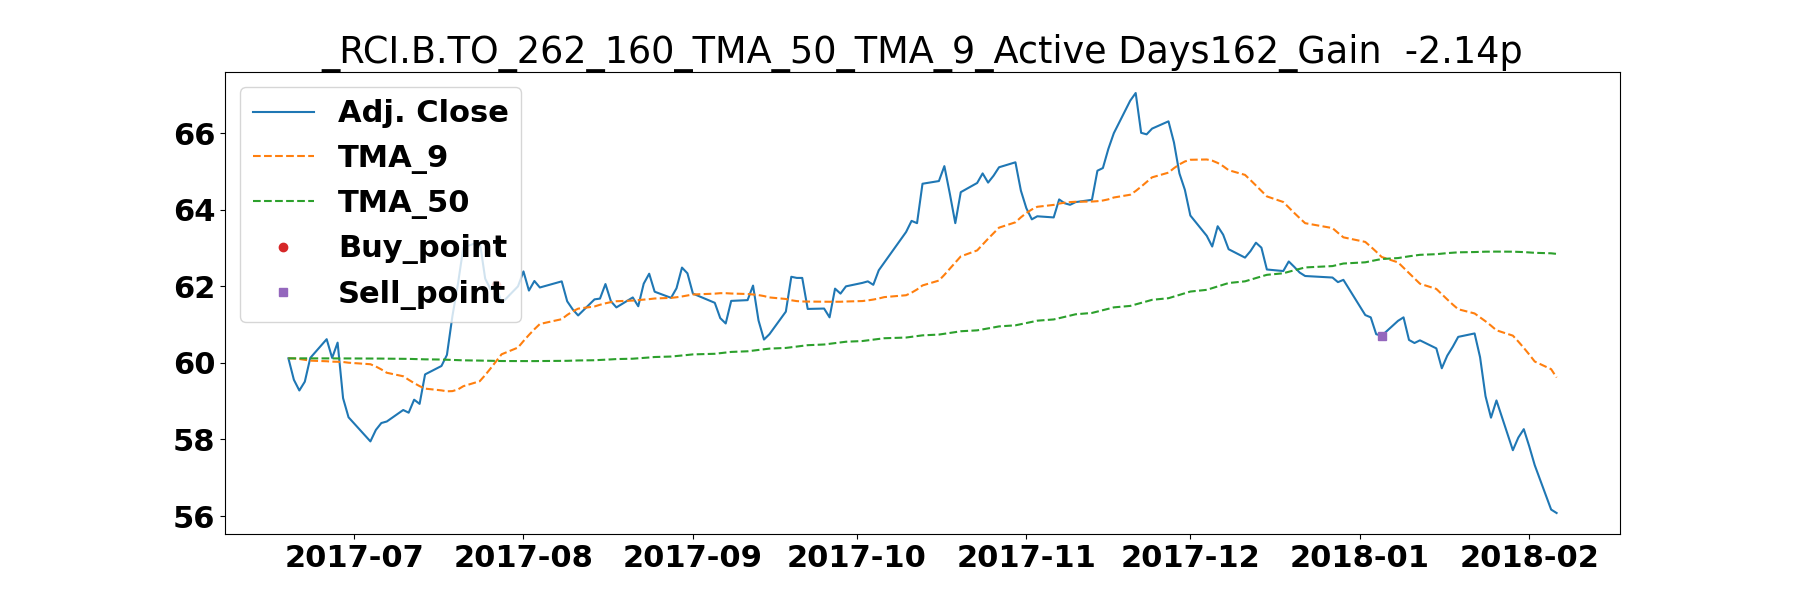 _RCI.B.TO_262_160_TMA_50_TMA_9_Active Days162_Gain  -2.14p
Adj. Close
TMA_9
TMA_50
Buy_point
Sell_point
66
64
62
60
58
56
2017-07 2017-08 2017-09 2017-10 2017-11 2017-12 2018-01 2018-02